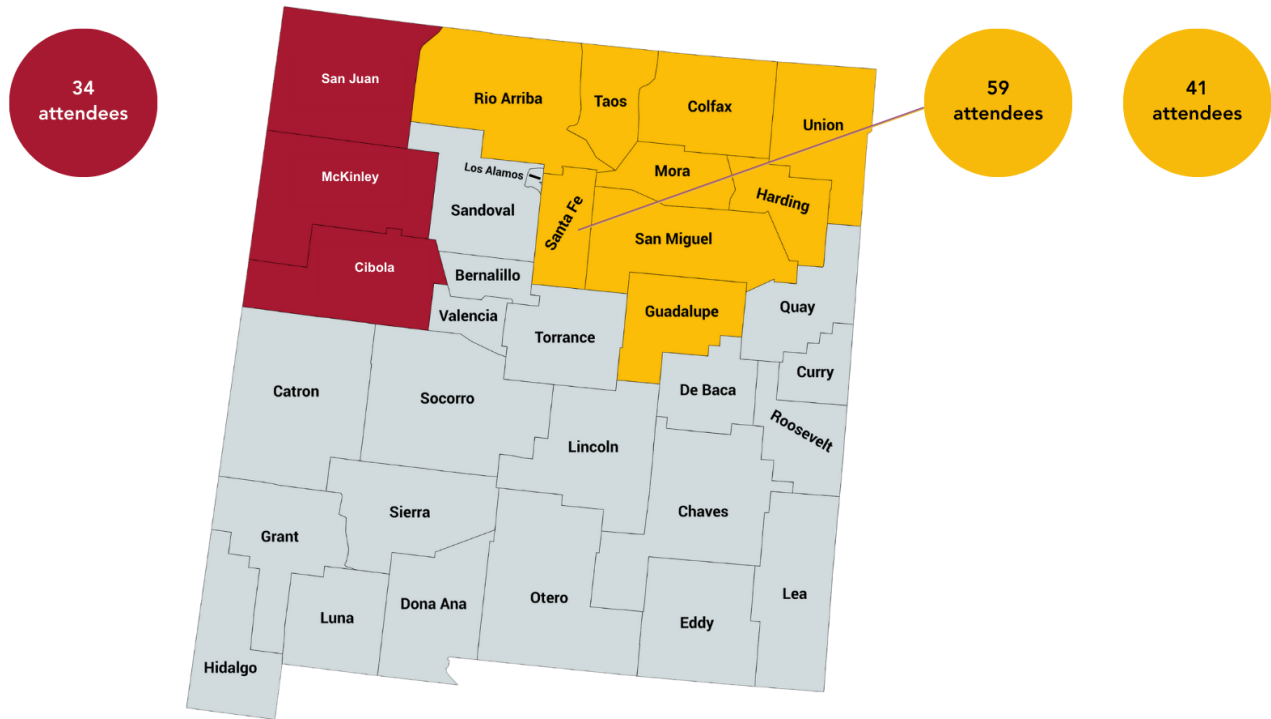 34
attendees
59
attendees
41
attendees
San Juan
Rio Arriba
Taos
Colfax
Union
McKinley
Los Alamos
Mora
Harding
Sandoval
Santa Fe
San Miguel
Cibola
Bernalillo
Valencia
Guadalupe
Quay
Torrance
Curry
Catron
Socorro
De Baca
Roosevelt
Lincoln
Sierra
Chaves
Grant
Otero
Lea
Dona Ana
Luna
Eddy
Hidalgo